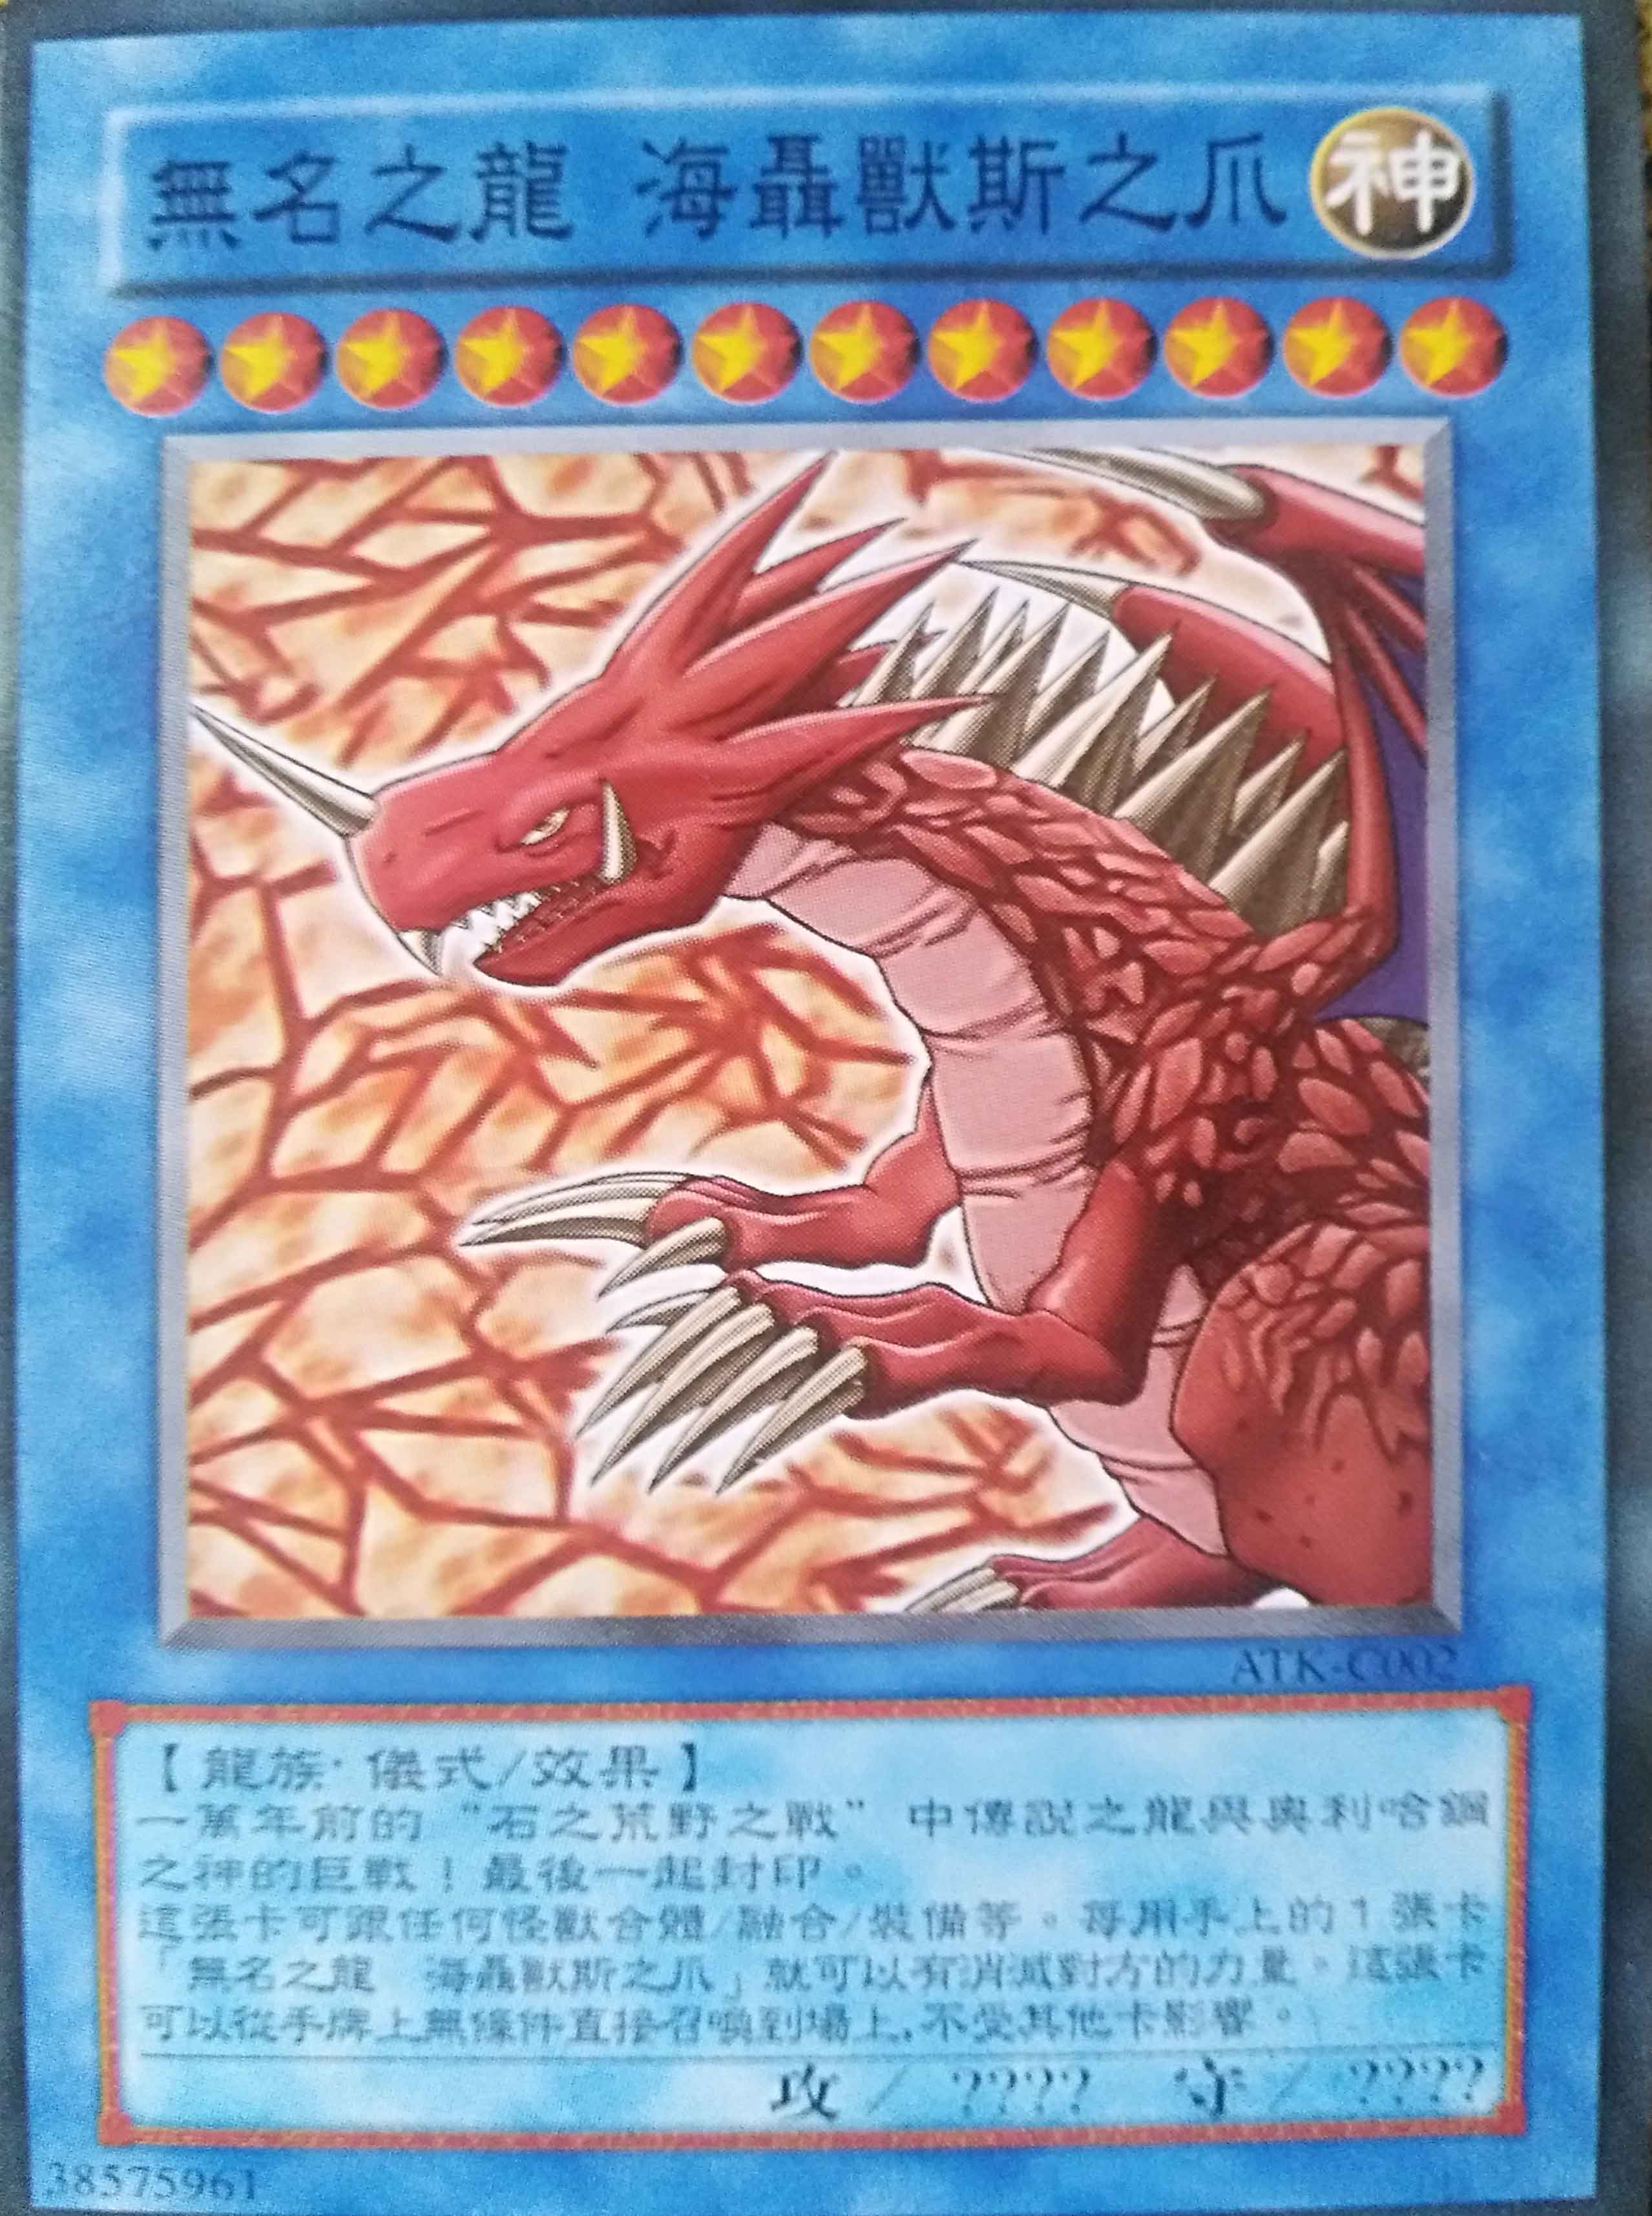 無名之龍 海聶獸斯之爪 神
ATK-C002
【龍族·儀式/效果】
一萬年前的“石之荒野之戰”中傳說之龍與奧利哈鋼
之神的巨戰！最後一起封印。
這張卡可跟任何怪獸合體/融合/裝備等。每用手上的1張卡
「無名之龍 海聶獸斯之爪」就可以有消滅對方的力量。這張卡
可以從手牌上無條件直接召喚到場上,不受其他卡影響。
攻/???? 守/????
38575961